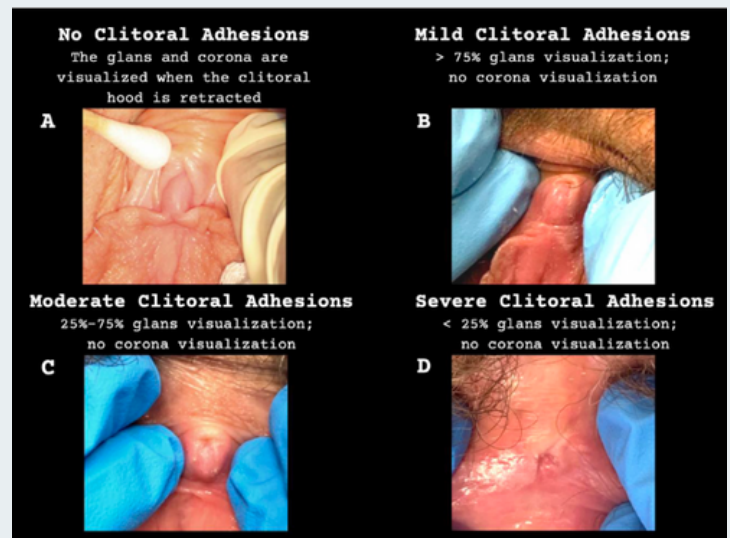 No Clitoral Adhesions
The glans and corona are
visualized when the clitoral
hood is retracted
A
Mild Clitoral Adhesions
> 75% glans visualization;
no corona visualization
B
Moderate Clitoral Adhesions
25%-75% glans visualization;
no corona visualization
C
Severe Clitoral Adhesions
< 25% glans visualization;
no corona visualization
D